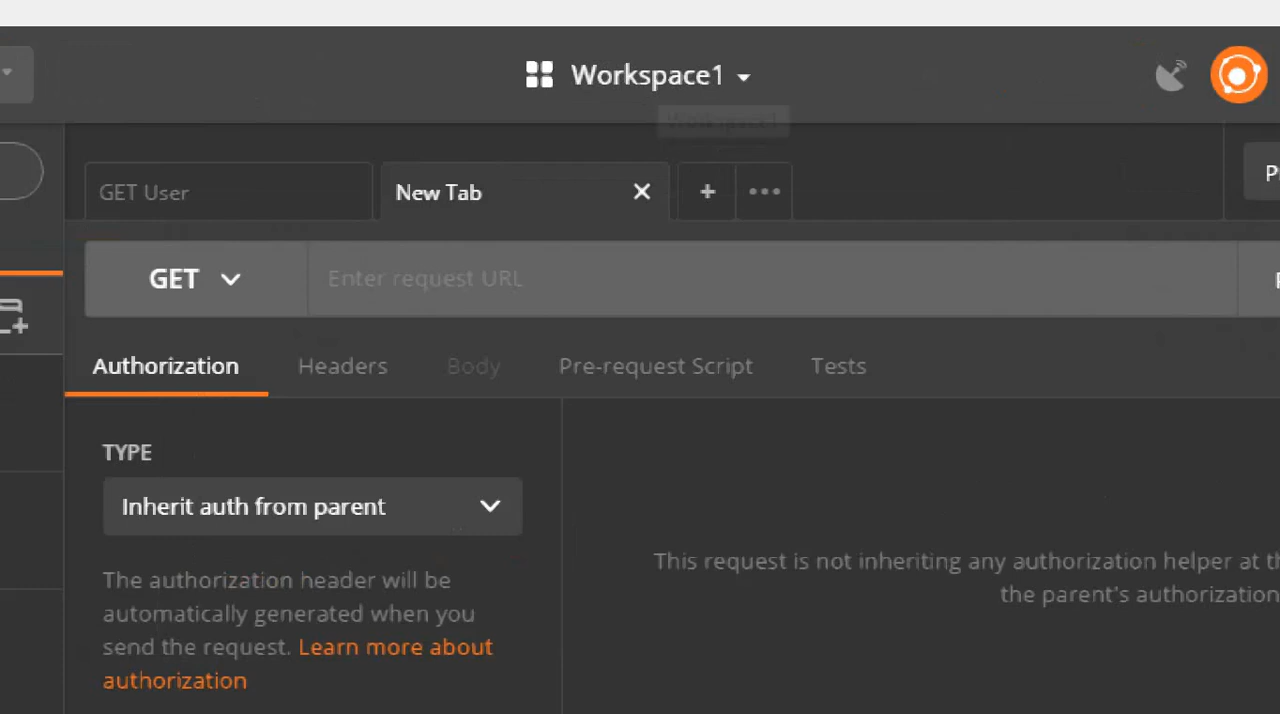 Workspace1
Workspace1
GET User
New Tab
GET
Enter request URL
Authorization
Headers
Body
Pre-request Script
Tests
TYPE
Inherit auth from parent
The authorization header will be
automatically generated when you
send the request. Learn more about
authorization
This request is not inheriting any authorization helper at
the parent's authorization